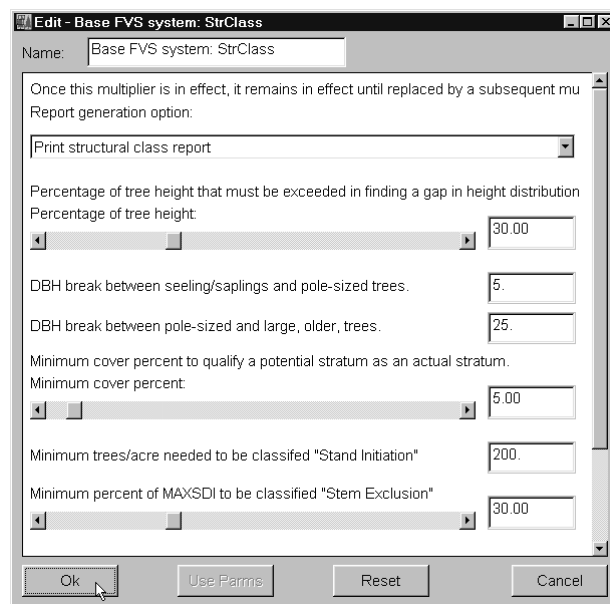 Edit - Base FVS system: StrClass
Name: Base FVS system: StrClass
Once this multiplier is in effect, it remains in effect until replaced by a subsequent mu
Report generation option:
Print structural class report
Percentage of tree height that must be exceeded in finding a gap in height distribution
Percentage of tree height:
30.00
DBH break between seeling/saplings and pole-sized trees. 5.
DBH break between pole-sized and large, older, trees. 25.
Minimum cover percent to qualify a potential stratum as an actual stratum.
Minimum cover percent:
5.00
Minimum trees/acre needed to be classifed "Stand Initiation" 200.
Minimum percent of MAXSDI to be classified "Stem Exclusion"
30.00
Ok Use Parms Reset Cancel